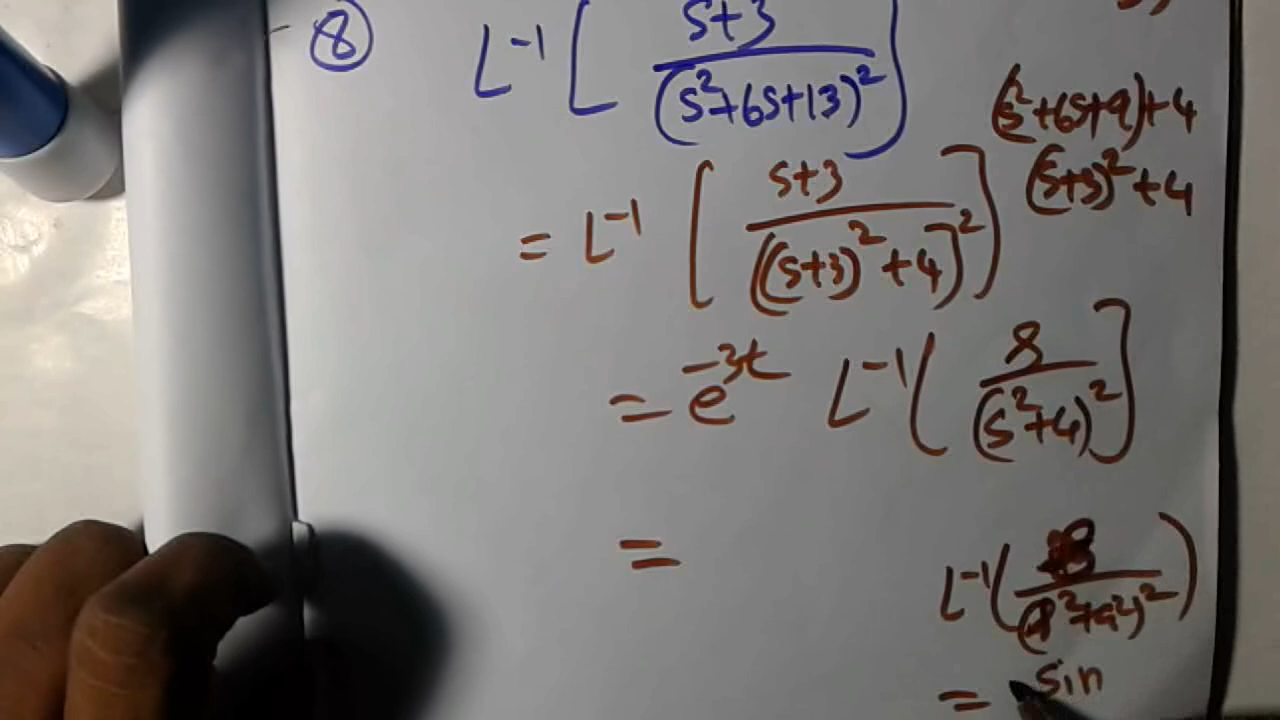 ⑧ L⁻¹ [ s+3 / (s²+6s+13)² ]
(s²+6s+9)+4
(s+3)²+4
= L⁻¹ [ s+3 / ((s+3)²+4)² ]
= e⁻³ᵗ L⁻¹ [ s / (s²+4)² ]
=
L⁻¹ ( s / (s²+a²)² )
= sin